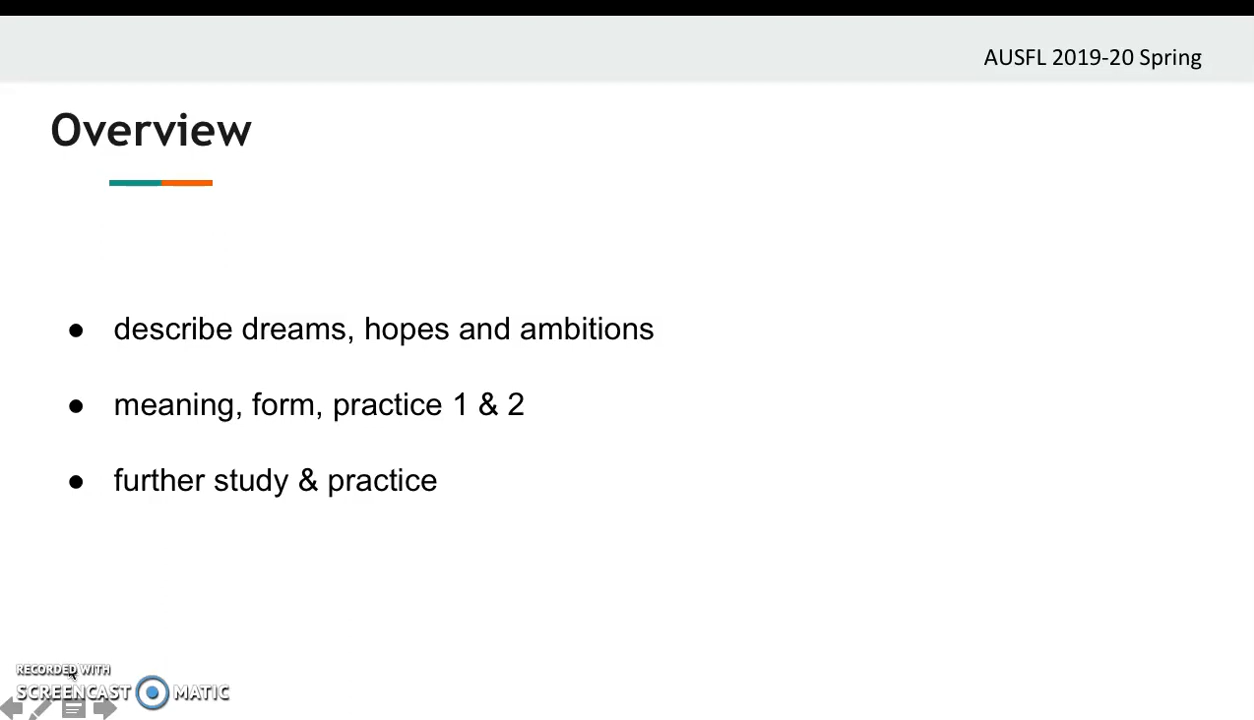 AUSFL 2019-20 Spring
Overview
● describe dreams, hopes and ambitions
● meaning, form, practice 1 & 2
● further study & practice
RECORDED WITH
SCREENCAST MATIC